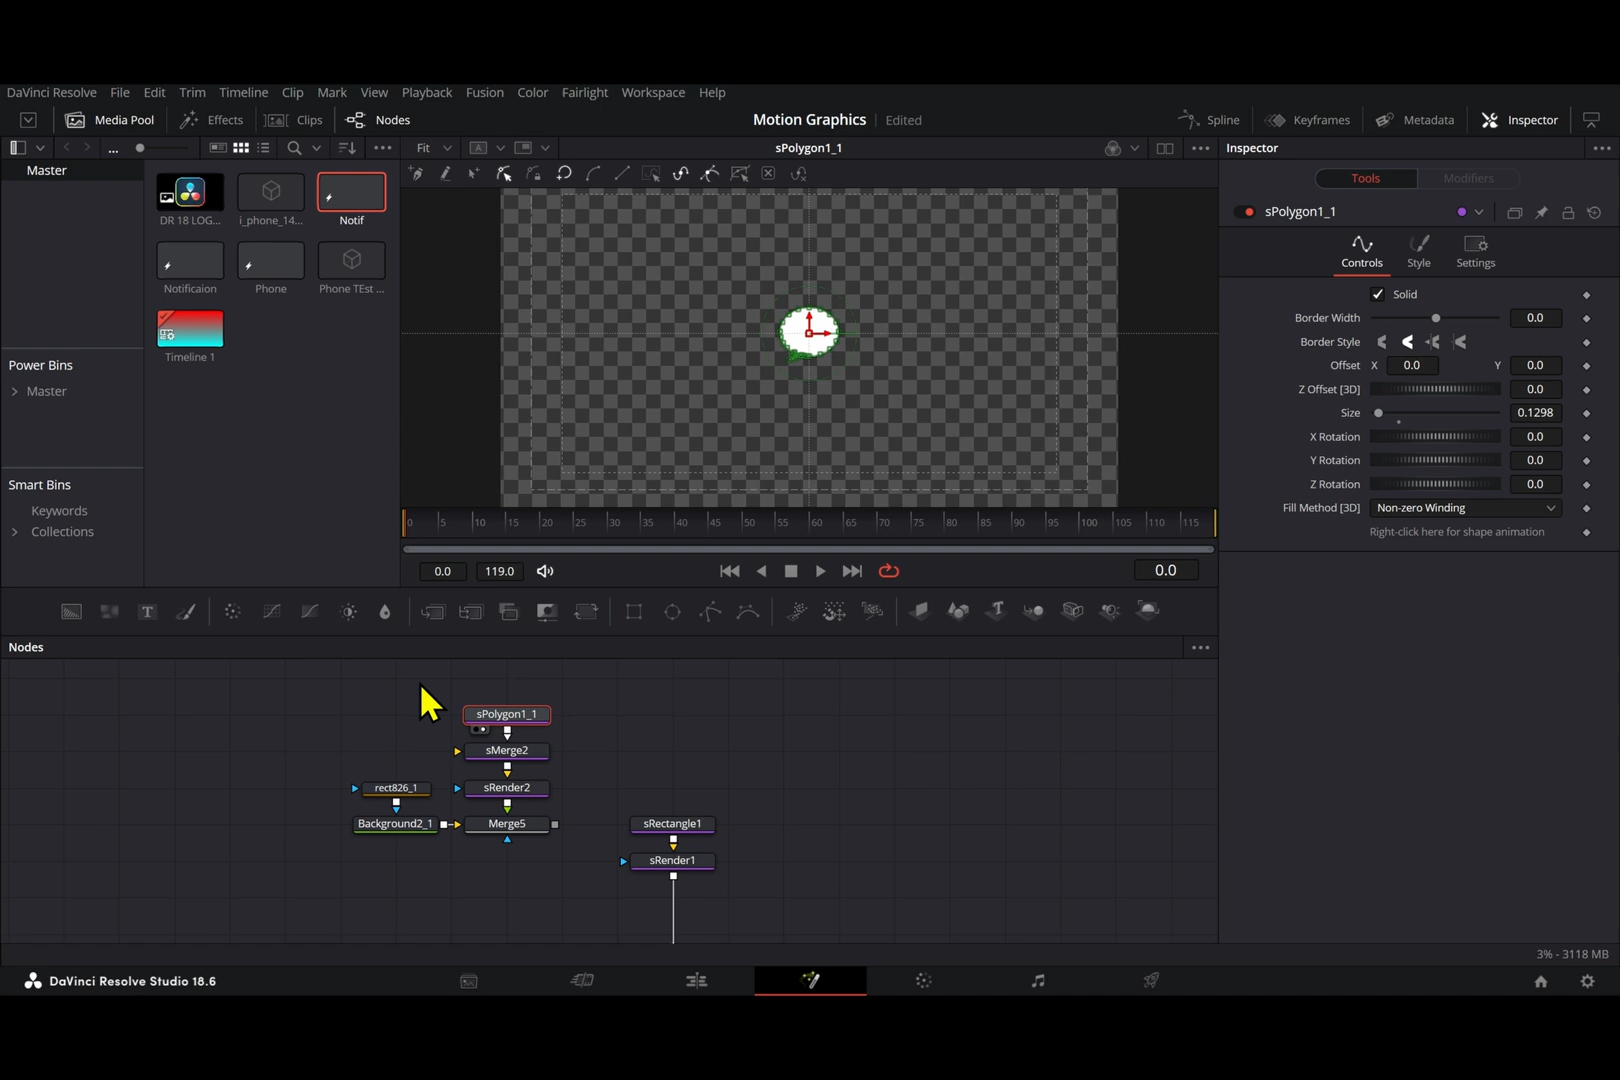 DaVinci Resolve File Edit Trim Timeline Clip Mark View Playback Fusion Color Fairlight Workspace Help
Media Pool Effects Clips Nodes Motion Graphics Edited Spline Keyframes Metadata Inspector
... Fit A sPolygon1_1 ••• Inspector •••
Master
DR 18 LOG... i_phone_14... Notif
Notificaion Phone Phone TEst ...
Timeline 1
Power Bins
Master
Smart Bins
Keywords
Collections
0 5 10 15 20 25 30 35 40 45 50 55 60 65 70 75 80 85 90 95 100 105 110 115
0.0 119.0 0.0
Tools Modifiers
sPolygon1_1
Controls Style Settings
Solid
Border Width 0.0
Border Style
Offset X 0.0 Y 0.0
Z Offset [3D] 0.0
Size 0.1298
X Rotation 0.0
Y Rotation 0.0
Z Rotation 0.0
Fill Method [3D] Non-zero Winding
Right-click here for shape animation
T
Nodes •••
sPolygon1_1
sMerge2
rect826_1 sRender2
Background2_1 Merge5 sRectangle1
sRender1
3% - 3118 MB
DaVinci Resolve Studio 18.6